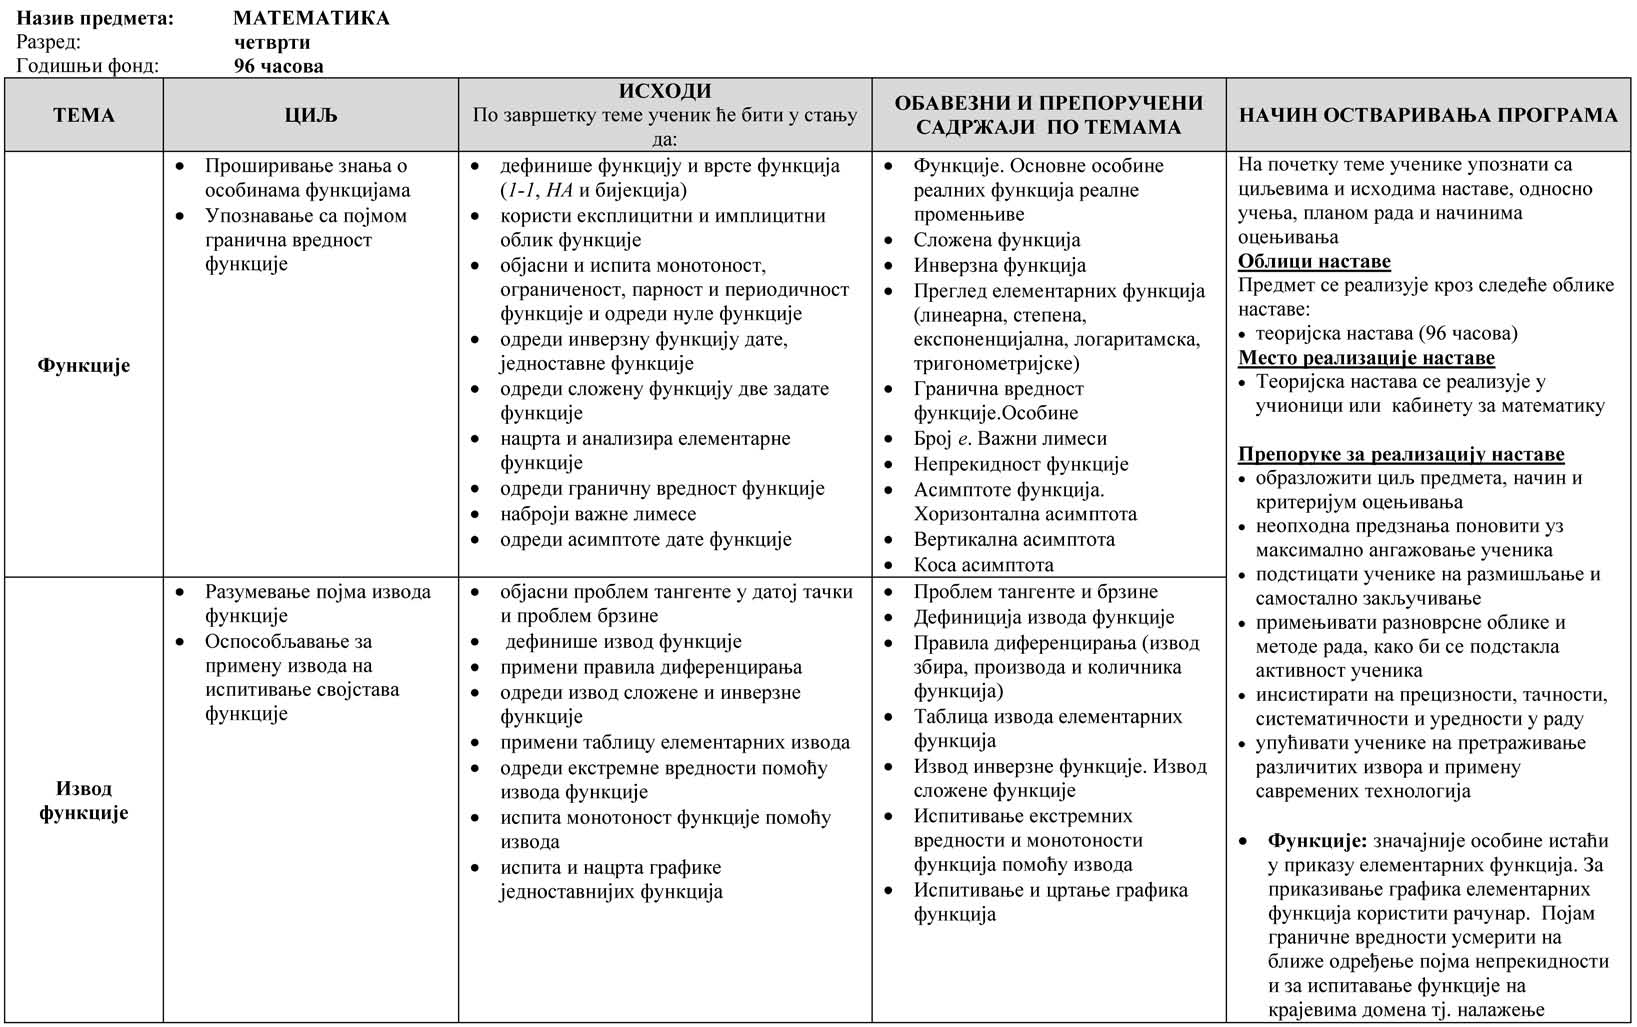 Назив предмета: МАТЕМАТИКА
Разред: четврти
Годишњи фонд: 96 часова
ТЕМА
ЦИЉ
ИСХОДИ
По завршетку теме ученик ће бити у стању
да:
ОБАВЕЗНИ И ПРЕПОРУЧЕНИ
САДРЖАЈИ ПО ТЕМАМА
НАЧИН ОСТВАРИВАЊА ПРОГРАМА
Функције
• Проширивање знања о
особинама функцијама
• Упознавање са појмом
гранична вредност
функције
• дефинише функцију и врсте функција
(1-1, НА и бијекција)
• користи експлицитни и имплицитни
облик функције
• објасни и испита монотоност,
ограниченост, парност и периодичност
функције и одреди нуле функције
• одреди инверзну функцију дате,
једноставне функције
• одреди сложену функцију две задате
функције
• нацрта и анализира елементарне
функције
• одреди граничну вредност функције
• наброји важне лимесе
• одреди асимптоте дате функције
• Функције. Основне особине
реалних функција реалне
променњиве
• Сложена функција
• Инверзна функција
• Преглед елементарних функција
(линеарна, степена,
експоненцијална, логаритамска,
тригонометријске)
• Гранична вредност
функције.Особине
• Број е. Важни лимеси
• Непрекидност функције
• Асимптоте функција.
Хоризонтална асимптота
• Вертикална асимптота
• Коса асимптота
На почетку теме ученике упознати са
циљевима и исходима наставе, односно
учења, планом рада и начинима
оцењивања
Облици наставе
Предмет се реализује кроз следеће облике
наставе:
• теоријска настава (96 часова)
Место реализације наставе
• Теоријска настава се реализује у
учионици или кабинету за математику
Препоруке за реализацију наставе
• образложити циљ предмета, начин и
критеријум оцењивања
• неопходна предзнања поновити уз
максимално ангажовање ученика
• подстицати ученике на размишљање и
самостално закључивање
• примењивати разноврсне облике и
методе рада, како би се подстакла
активност ученика
• инсистирати на прецизности, тачности,
систематичности и уредности у раду
• упућивати ученике на претраживање
различитих извора и примену
савремених технологија
• Функције: значајније особине истаћи
у приказу елементарних функција. За
приказивање графика елементарних
функција користити рачунар. Појам
граничне вредности усмерити на
ближе одређење појма непрекидности
и за испитавање функције на
крајевима домена тј. налажење
Извод
функције
• Разумевање појма извода
функције
• Оспособљавање за
примену извода на
испитивање својстава
функције
• објасни проблем тангенте у датој тачки
и проблем брзине
• дефинише извод функције
• примени правила диференцирања
• одреди извод сложене и инверзне
функције
• примени таблицу елементарних извода
• одреди екстремне вредности помоћу
извода функције
• испита монотоност функције помоћу
извода
• испита и нацрта графике
једноставнијих функција
• Проблем тангенте и брзине
• Дефиниција извода функције
• Правила диференцирања (извод
збира, производа и количника
функција)
• Таблица извода елементарних
функција
• Извод инверзне функције. Извод
сложене функције
• Испитивање екстремних
вредности и монотоности
функција помоћу извода
• Испитивање и цртање графика
функција